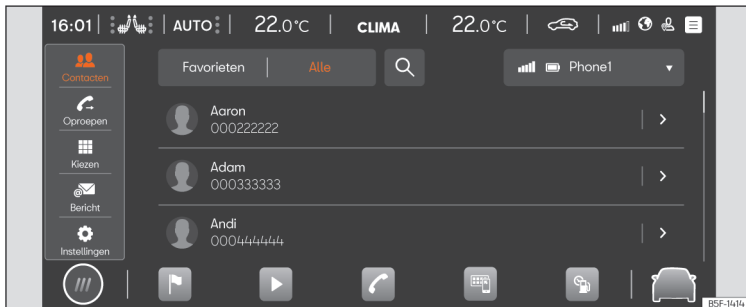 16:01 AUTO 22.0°C CLIMA 22.0°C
Favorieten Alle Phone1
Contacten
Oproepen
Kiezen
Bericht
Instellingen
Aaron
000222222
Adam
000333333
Andi
000444444
B5F-1414